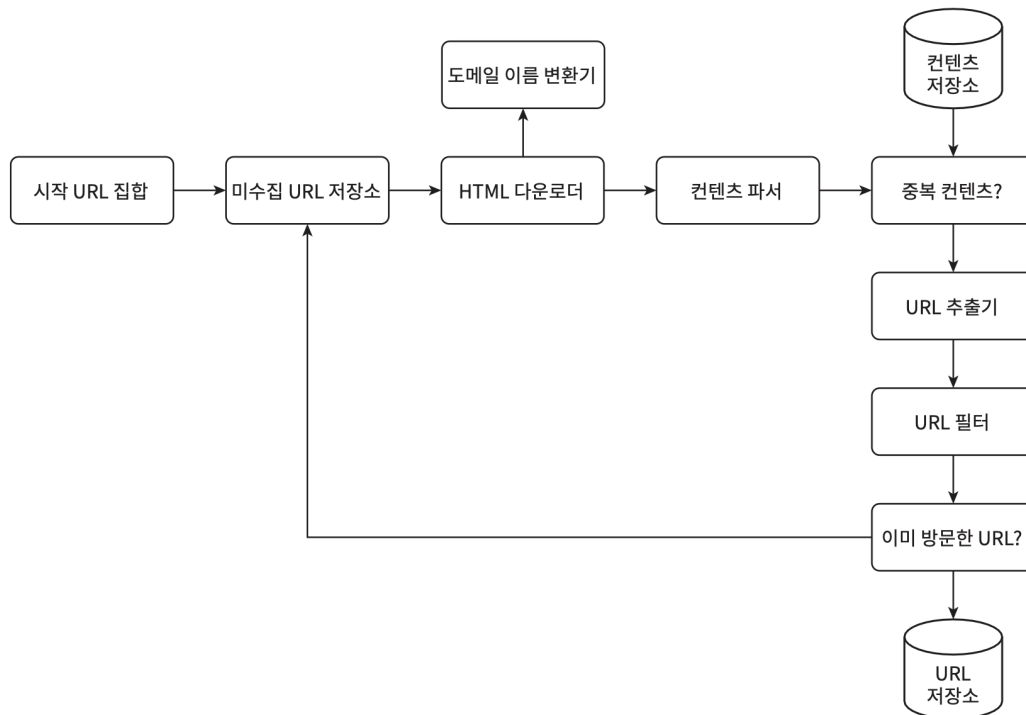 도메일 이름 변환기
컨텐츠
저장소
시작 URL 집합
미수집 URL 저장소
HTML 다운로더
컨텐츠 파서
중복 컨텐츠?
URL 추출기
URL 필터
이미 방문한 URL?
URL
저장소